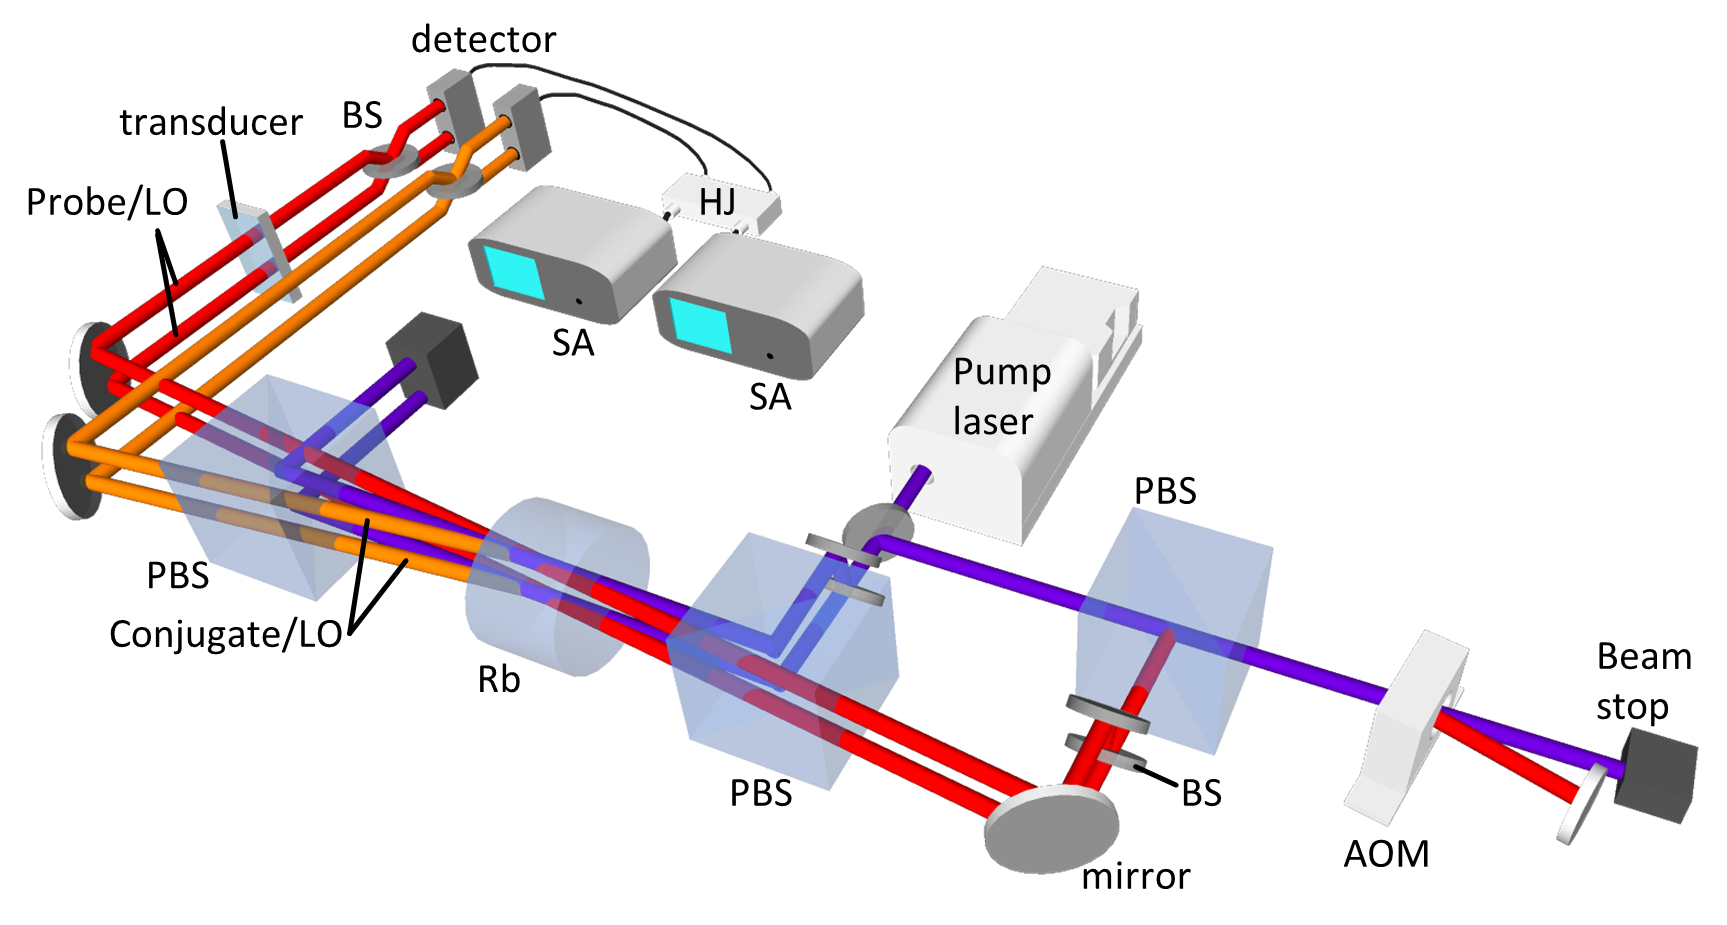 detector
BS
transducer
Probe/LO
HJ
SA
SA
Pump
laser
PBS
PBS
Conjugate/LO
Rb
PBS
BS
mirror
AOM
Beam
stop